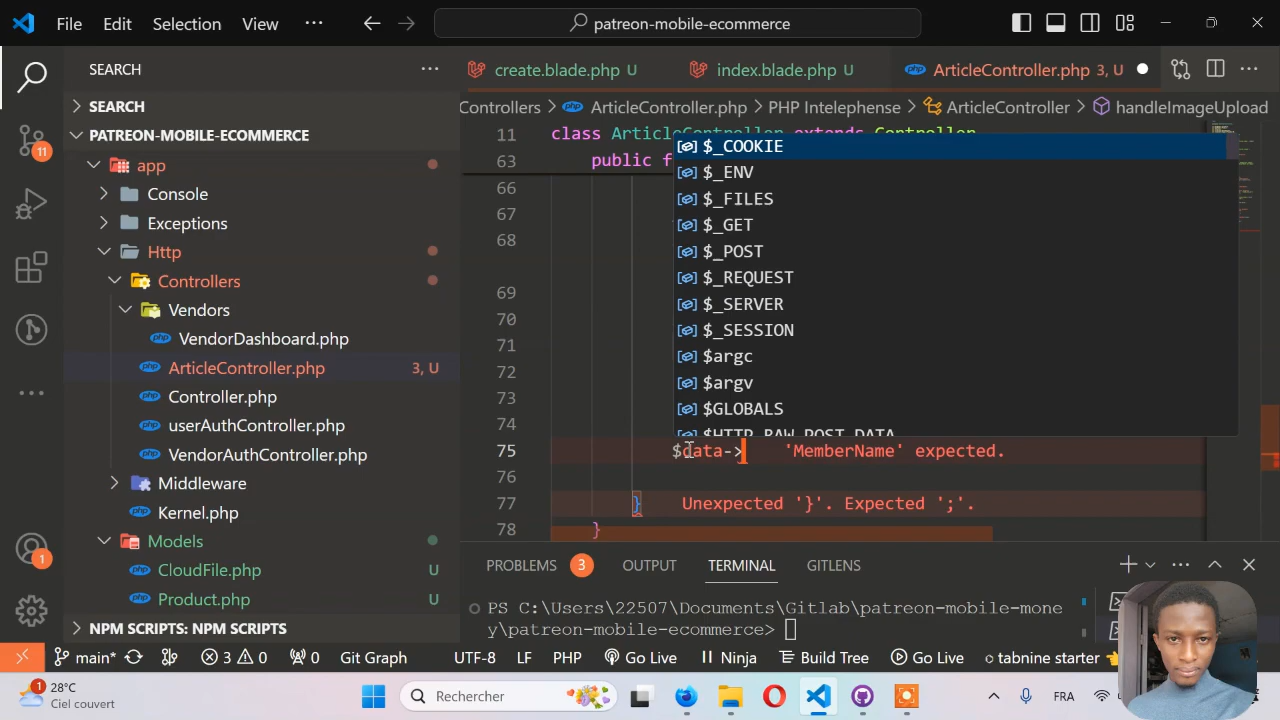 File Edit Selection View ··· patreon-mobile-ecommerce
SEARCH ···
create.blade.php U index.blade.php U ArticleController.php 3, U ···
SEARCH
Controllers > ArticleController.php > PHP Intelephense > ArticleController > handleImageUpload
PATREON-MOBILE-ECOMMERCE
app
Console
Exceptions
Http
Controllers
Vendors
VendorDashboard.php
ArticleController.php 3, U
Controller.php
userAuthController.php
VendorAuthController.php
Middleware
Kernel.php
Models
CloudFile.php U
Product.php U
NPM SCRIPTS: NPM SCRIPTS
11
1
1
11 class ArticleController extends Controller
63 public f
66
67
68
69
70
71
72
73
74
75 $data-> 'MemberName' expected.
76
77 } Unexpected '}'. Expected ';'.
78 }
$_COOKIE
$_ENV
$_FILES
$_GET
$_POST
$_REQUEST
$_SERVER
$_SESSION
$argc
$argv
$GLOBALS
$HTTP_RAW_POST_DATA
PROBLEMS 3 OUTPUT TERMINAL GITLENS
PS C:\Users\22507\Documents\Gitlab\patreon-mobile-mone
y\patreon-mobile-ecommerce>
main* 3 0 0 Git Graph UTF-8 LF PHP Go Live Ninja Build Tree Go Live tabnine starter
1
28°C
Ciel couvert
Rechercher
FRA